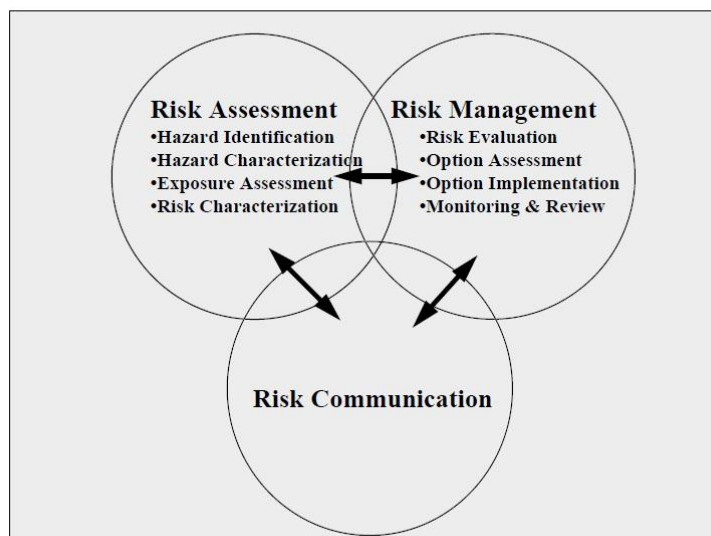 Risk Assessment
•Hazard Identification
•Hazard Characterization
•Exposure Assessment
•Risk Characterization
Risk Management
•Risk Evaluation
•Option Assessment
•Option Implementation
•Monitoring & Review
Risk Communication